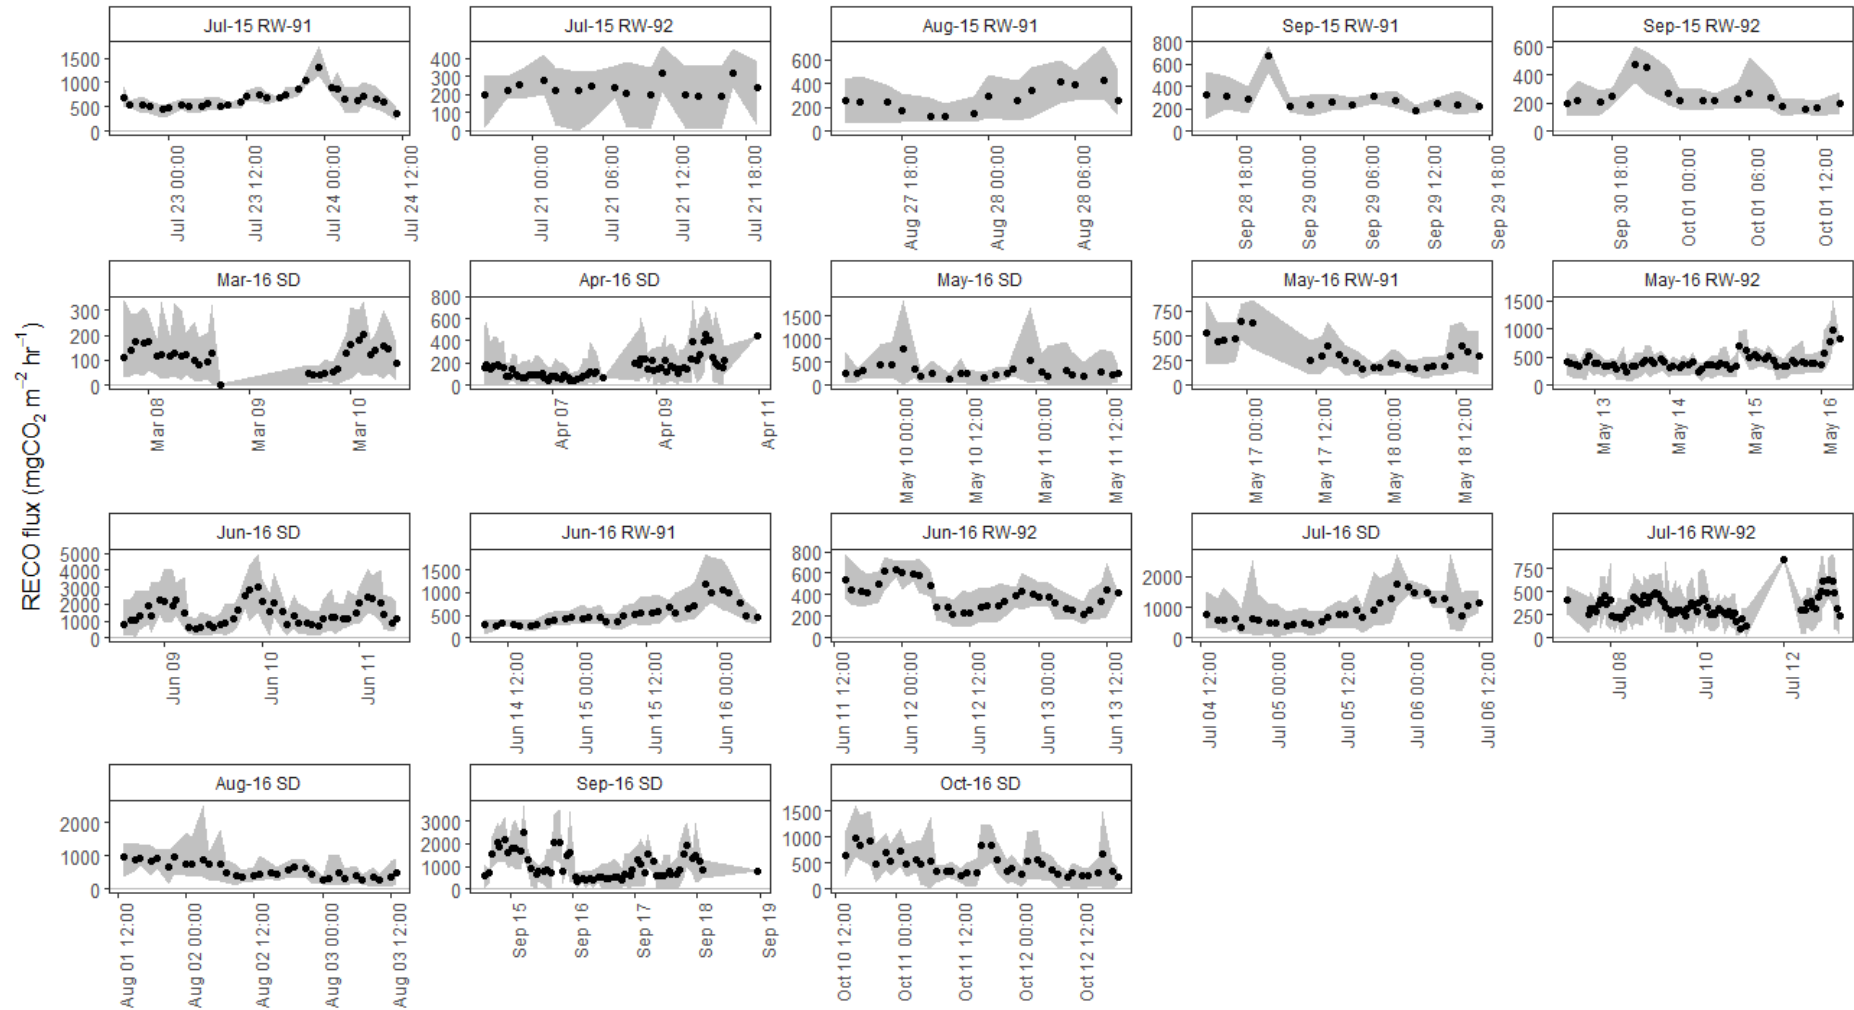 RECO flux (mgCO₂ m⁻² hr⁻¹)
Jul-15 RW-91
1500
1000
500
0
Jul 23 00:00
Jul 23 12:00
Jul 24 00:00
Jul 24 12:00
Jul-15 RW-92
400
300
200
100
0
Jul 21 00:00
Jul 21 06:00
Jul 21 12:00
Jul 21 18:00
Aug-15 RW-91
600
400
200
0
Aug 27 18:00
Aug 28 00:00
Aug 28 06:00
Sep-15 RW-91
800
600
400
200
0
Sep 28 18:00
Sep 29 00:00
Sep 29 06:00
Sep 29 12:00
Sep 29 18:00
Sep-15 RW-92
600
400
200
0
Sep 30 18:00
Oct 01 00:00
Oct 01 06:00
Oct 01 12:00
Mar-16 SD
300
200
100
0
Mar 08
Mar 09
Mar 10
Apr-16 SD
800
600
400
200
0
Apr 07
Apr 09
Apr 11
May-16 SD
1500
1000
500
0
May 10 00:00
May 10 12:00
May 11 00:00
May 11 12:00
May-16 RW-91
750
500
250
0
May 17 00:00
May 17 12:00
May 18 00:00
May 18 12:00
May-16 RW-92
1500
1000
500
0
May 13
May 14
May 15
May 16
Jun-16 SD
5000
4000
3000
2000
1000
0
Jun 09
Jun 10
Jun 11
Jun-16 RW-91
1500
1000
500
0
Jun 14 12:00
Jun 15 00:00
Jun 15 12:00
Jun 16 00:00
Jun-16 RW-92
800
600
400
200
0
Jun 11 12:00
Jun 12 00:00
Jun 12 12:00
Jun 13 00:00
Jun 13 12:00
Jul-16 SD
2000
1000
0
Jul 04 12:00
Jul 05 00:00
Jul 05 12:00
Jul 06 00:00
Jul 06 12:00
Jul-16 RW-92
750
500
250
0
Jul 08
Jul 10
Jul 12
Aug-16 SD
2000
1000
0
Aug 01 12:00
Aug 02 00:00
Aug 02 12:00
Aug 03 00:00
Aug 03 12:00
Sep-16 SD
3000
2000
1000
0
Sep 15
Sep 16
Sep 17
Sep 18
Sep 19
Oct-16 SD
1500
1000
500
0
Oct 10 12:00
Oct 11 00:00
Oct 11 12:00
Oct 12 00:00
Oct 12 12:00